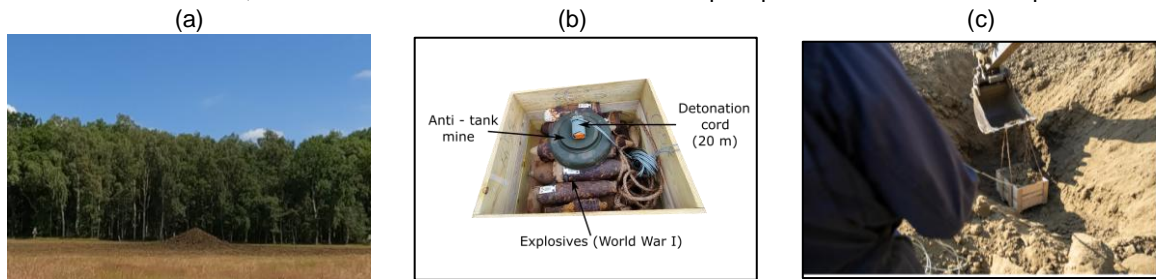 (a)
(b)
(c)
Anti - tank
mine
Detonation
cord
(20 m)
Explosives (World War I)